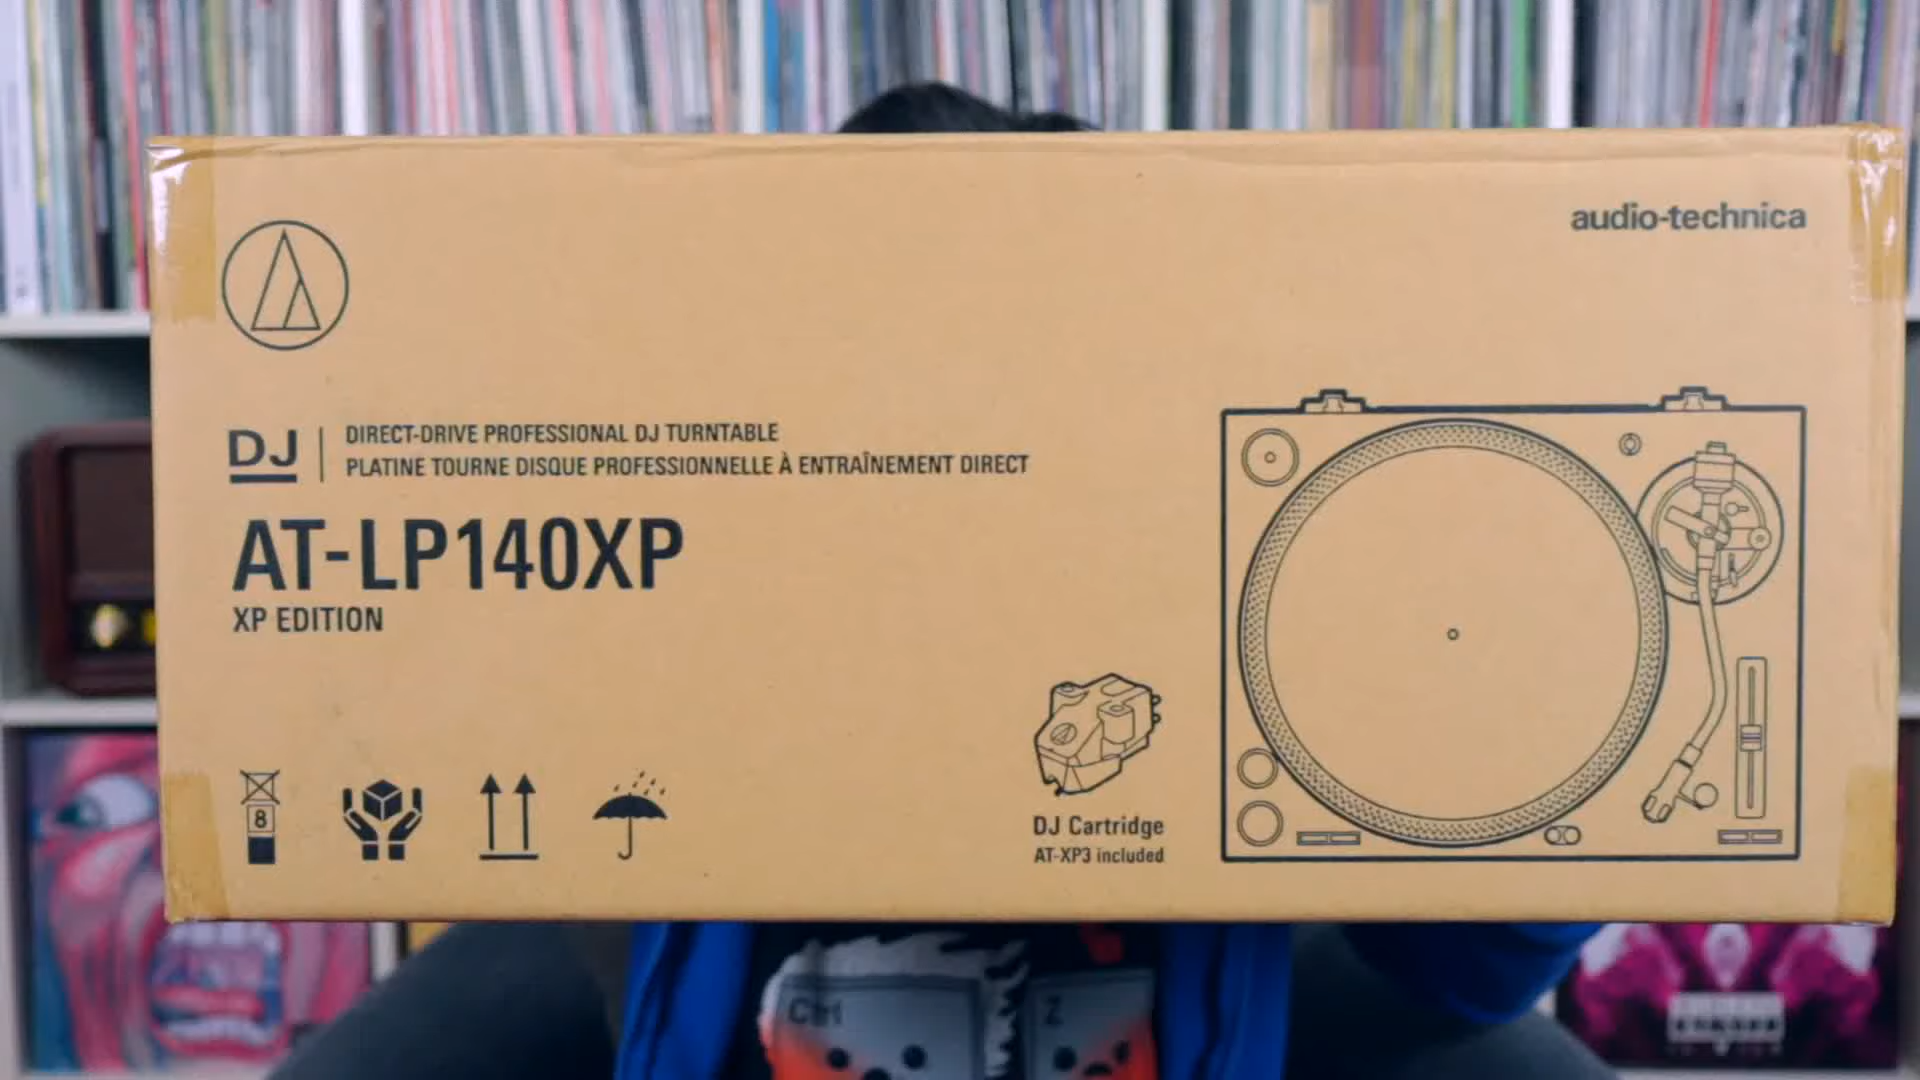 audio-technica
DJ
DIRECT-DRIVE PROFESSIONAL DJ TURNTABLE
PLATINE TOURNE DISQUE PROFESSIONNELLE À ENTRAÎNEMENT DIRECT
AT-LP140XP
XP EDITION
8
DJ Cartridge
AT-XP3 included
Ctrl
Z